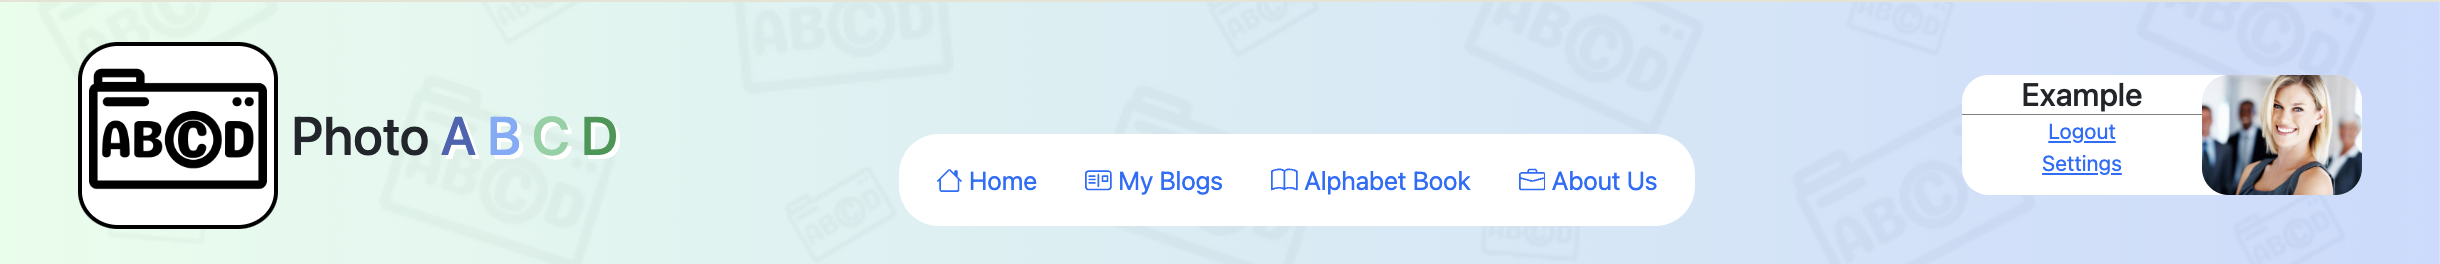 ABCD
Photo A B C D
Home
My Blogs
Alphabet Book
About Us
Example
Logout
Settings